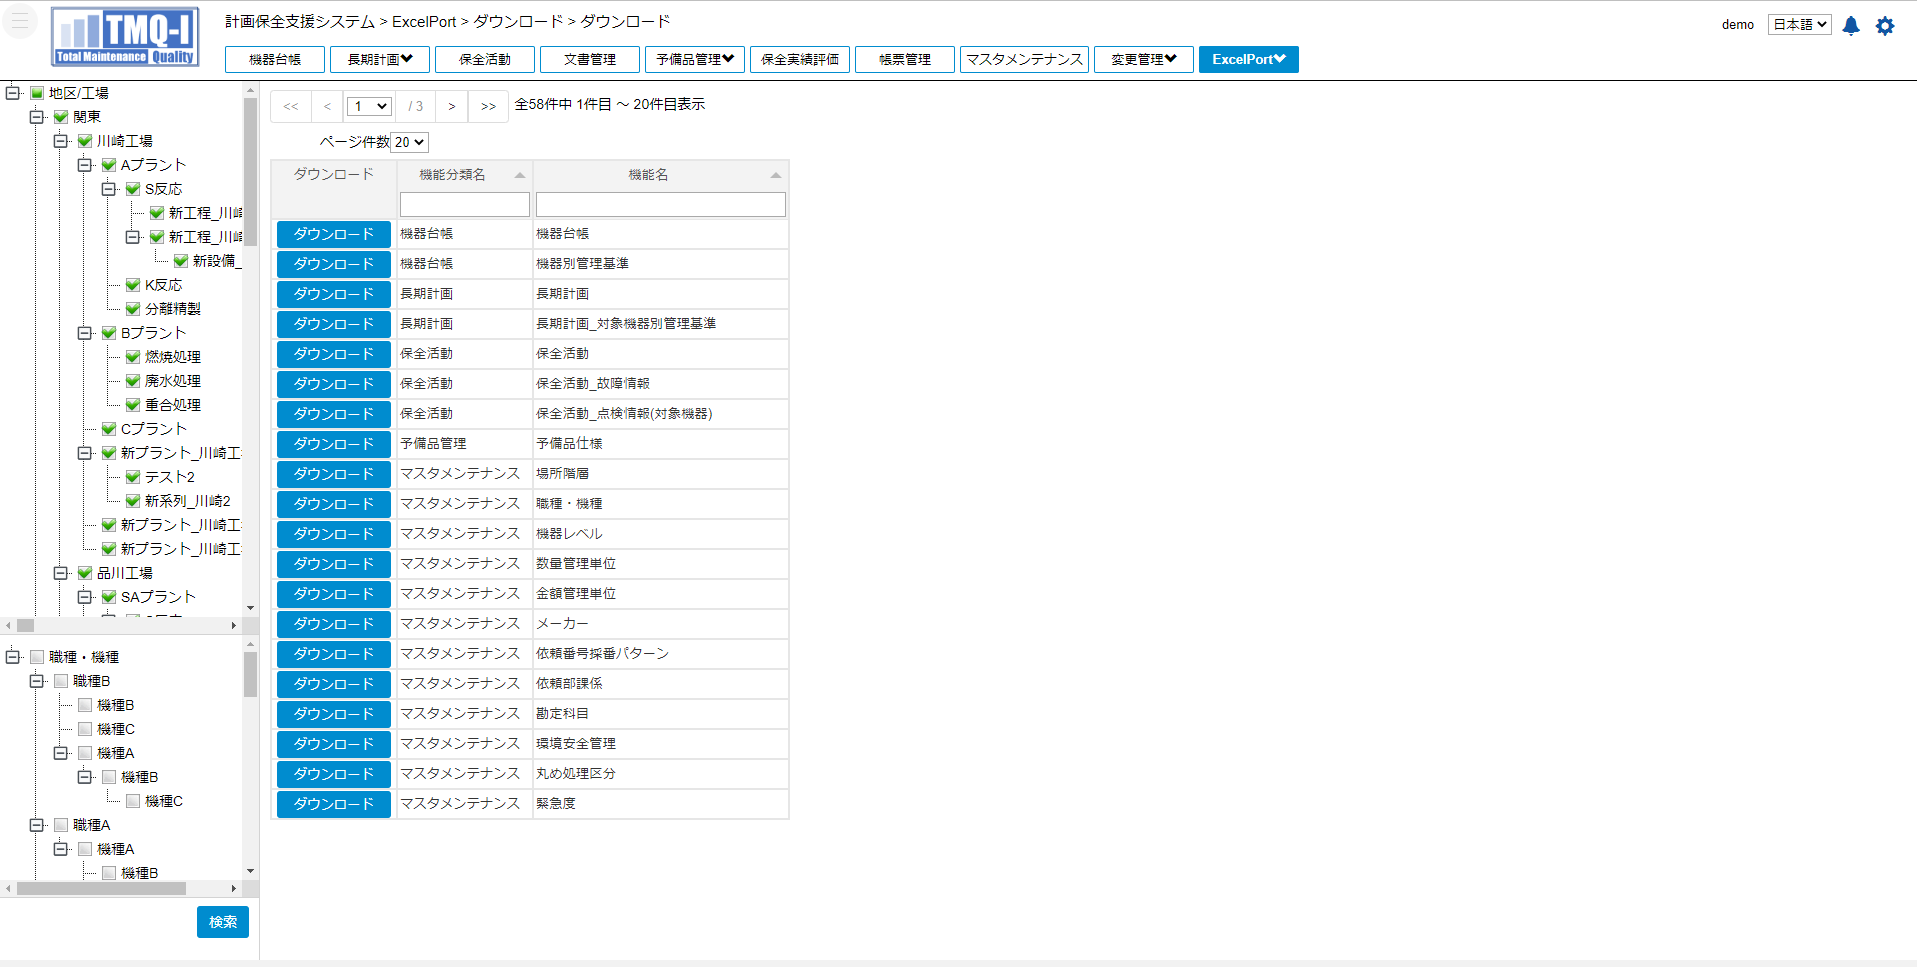 TMQ-I
Total Maintenance Quality
計画保全支援システム > ExcelPort > ダウンロード > ダウンロード
demo
日本語
機器台帳
長期計画
保全活動
文書管理
予備品管理
保全実績評価
帳票管理
マスタメンテナンス
変更管理
ExcelPort
地区/工場
関東
川崎工場
Aプラント
S反応
新工程_川崎
新工程_川崎
新設備_
K反応
分離精製
Bプラント
燃焼処理
廃水処理
重合処理
Cプラント
新プラント_川崎工
テスト2
新系列_川崎2
新プラント_川崎工
新プラント_川崎工
品川工場
SAプラント
職種・機種
職種B
機種B
機種C
機種A
機種B
機種C
職種A
機種A
機種B
検索
<< < 1 / 3 > >> 全58件中 1件目 ～ 20件目表示
ページ件数 20
ダウンロード 機能分類名 機能名
ダウンロード 機器台帳 機器台帳
ダウンロード 機器台帳 機器別管理基準
ダウンロード 長期計画 長期計画
ダウンロード 長期計画 長期計画_対象機器別管理基準
ダウンロード 保全活動 保全活動
ダウンロード 保全活動 保全活動_故障情報
ダウンロード 保全活動 保全活動_点検情報(対象機器)
ダウンロード 予備品管理 予備品仕様
ダウンロード マスタメンテナンス 場所階層
ダウンロード マスタメンテナンス 職種・機種
ダウンロード マスタメンテナンス 機器レベル
ダウンロード マスタメンテナンス 数量管理単位
ダウンロード マスタメンテナンス 金額管理単位
ダウンロード マスタメンテナンス メーカー
ダウンロード マスタメンテナンス 依頼番号採番パターン
ダウンロード マスタメンテナンス 依頼部課係
ダウンロード マスタメンテナンス 勘定科目
ダウンロード マスタメンテナンス 環境安全管理
ダウンロード マスタメンテナンス 丸め処理区分
ダウンロード マスタメンテナンス 緊急度